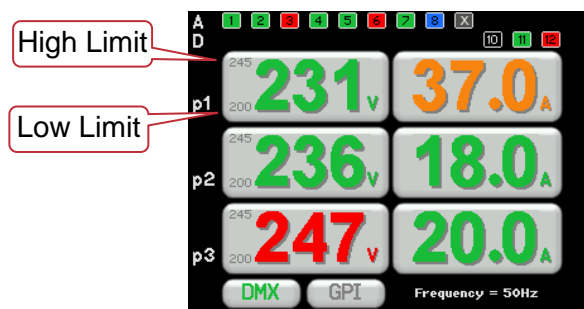 High Limit
Low Limit
A 1 2 3 4 5 6 7 8 X
D 10 11 12
p1 245 200 231 V 37.0 A
p2 245 200 236 V 18.0 A
p3 245 200 247 V 20.0 A
DMX GPI Frequency = 50Hz